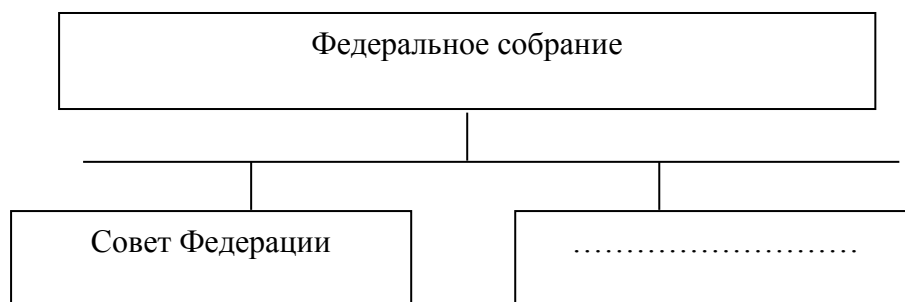 Федеральное собрание
Совет Федерации
……………………….